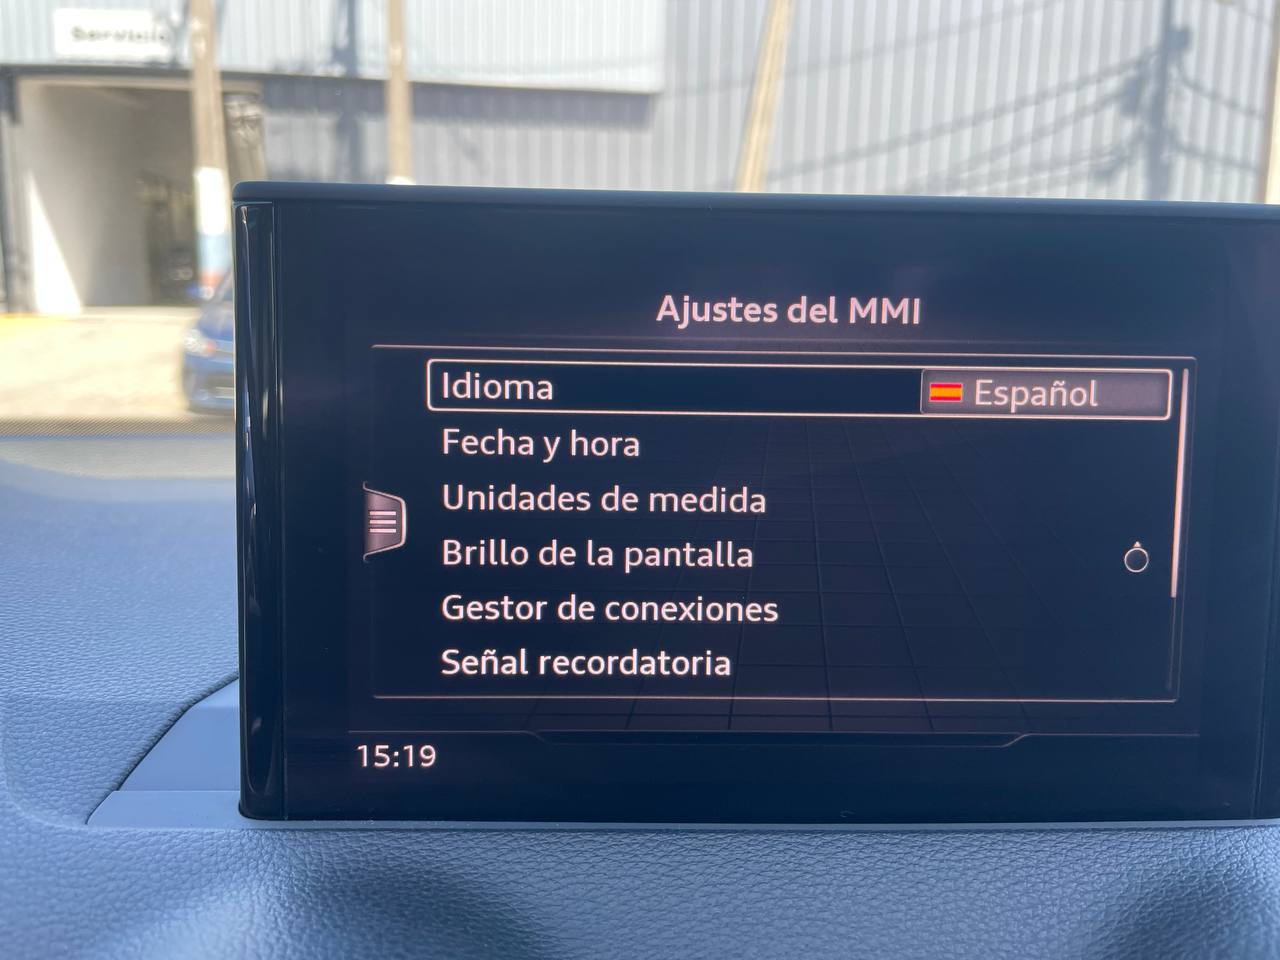 Servicio
Ajustes del MMI
Idioma Español
Fecha y hora
Unidades de medida
Brillo de la pantalla
Gestor de conexiones
Señal recordatoria
15:19